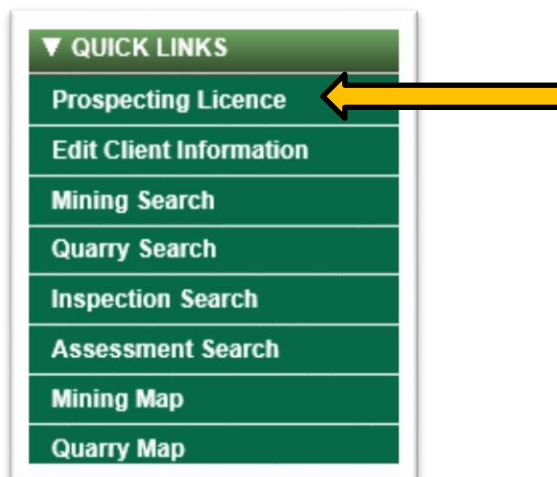 ▼ QUICK LINKS
Prospecting Licence
Edit Client Information
Mining Search
Quarry Search
Inspection Search
Assessment Search
Mining Map
Quarry Map